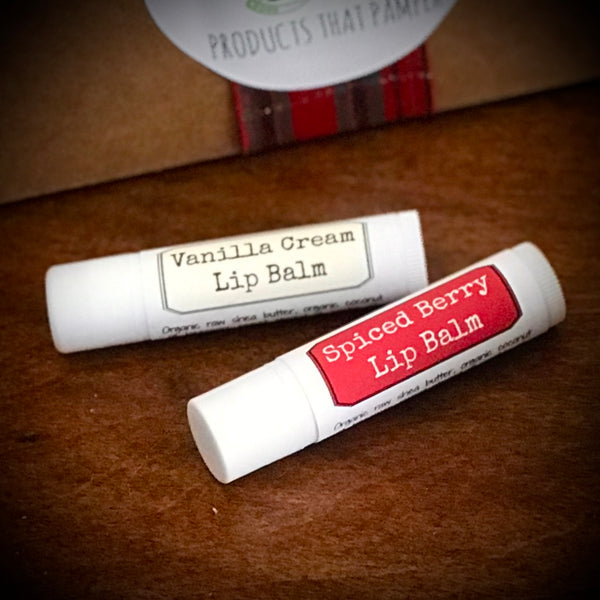 PRODUCTS THAT PAMPER
Vanilla Cream
Lip Balm
Organic raw shea butter, organic coconut
Spiced Berry
Lip Balm
Organic raw shea butter, organic coconut